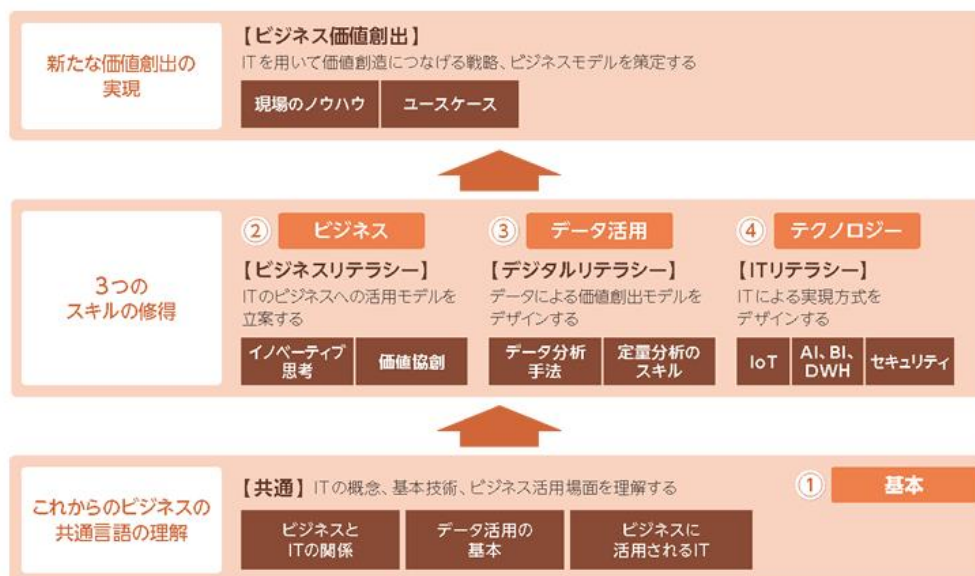 新たな価値創出の
実現
【ビジネス価値創出】
ITを用いて価値創造につなげる戦略、ビジネスモデルを策定する
現場のノウハウ
ユースケース
3つの
スキルの修得
② ビジネス
【ビジネスリテラシー】
ITのビジネスへの活用モデルを
立案する
イノベーティブ
思考
価値協創
③ データ活用
【デジタルリテラシー】
データによる価値創出モデルを
デザインする
データ分析
手法
定量分析の
スキル
④ テクノロジー
【ITリテラシー】
ITによる実現方式を
デザインする
IoT
AI、BI、
DWH
セキュリティ
これからのビジネスの
共通言語の理解
【共通】ITの概念、基本技術、ビジネス活用場面を理解する
① 基本
ビジネスと
ITの関係
データ活用の
基本
ビジネスに
活用されるIT